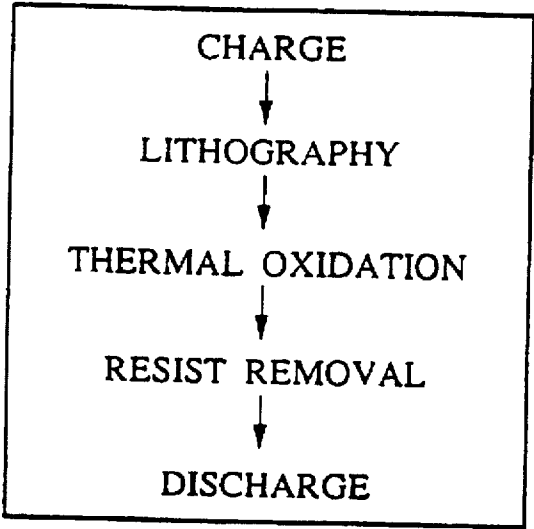 CHARGE
LITHOGRAPHY
THERMAL OXIDATION
RESIST REMOVAL
DISCHARGE